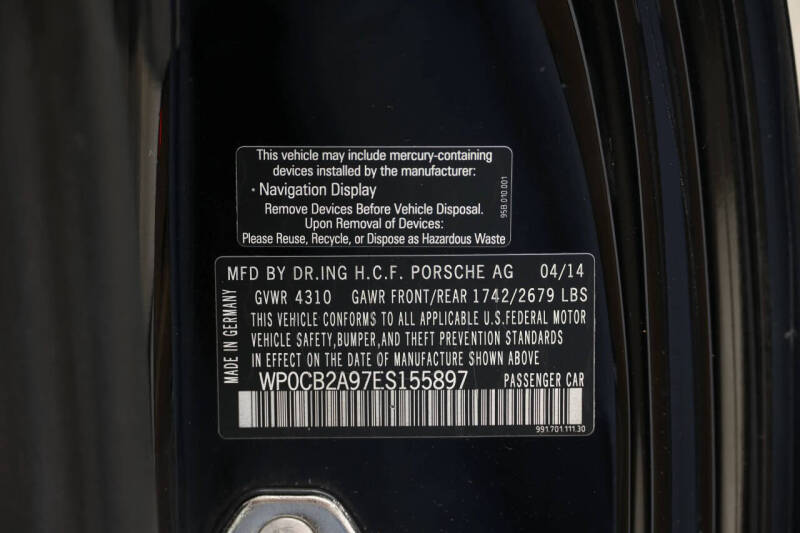 This vehicle may include mercury-containing
devices installed by the manufacturer:
· Navigation Display
Remove Devices Before Vehicle Disposal.
Upon Removal of Devices:
Please Reuse, Recycle, or Dispose as Hazardous Waste
95B.010.001
MFD BY DR.ING H.C.F. PORSCHE AG 04/14
GVWR 4310 GAWR FRONT/REAR 1742/2679 LBS
THIS VEHICLE CONFORMS TO ALL APPLICABLE U.S.FEDERAL MOTOR
VEHICLE SAFETY,BUMPER,AND THEFT PREVENTION STANDARDS
IN EFFECT ON THE DATE OF MANUFACTURE SHOWN ABOVE
WP0CB2A97ES155897 PASSENGER CAR
991.701.111.30
MADE IN GERMANY